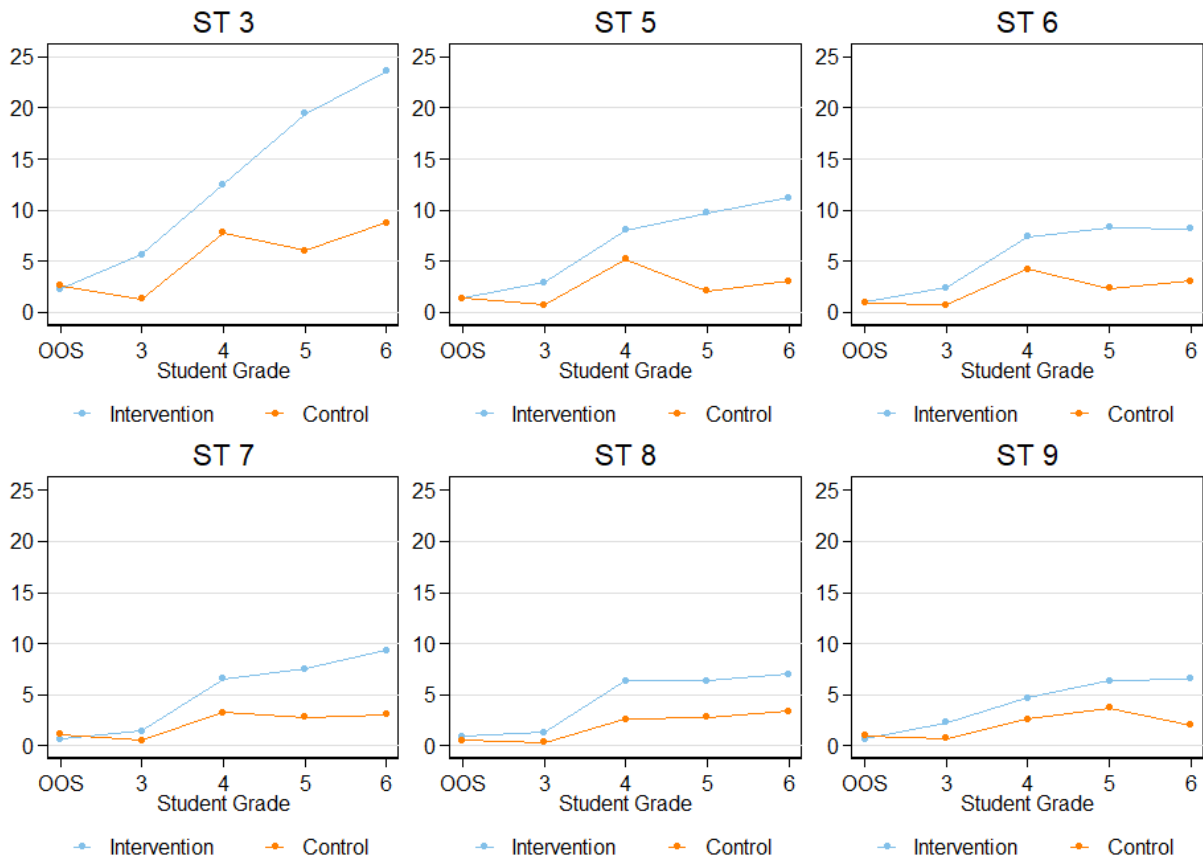 ST 3 ST 5 ST 6
25 25 25
20 20 20
15 15 15
10 10 10
5 5 5
0 0 0
OOS 3 4 5 6 OOS 3 4 5 6 OOS 3 4 5 6
Student Grade Student Grade Student Grade
Intervention Control Intervention Control Intervention Control
ST 7 ST 8 ST 9
25 25 25
20 20 20
15 15 15
10 10 10
5 5 5
0 0 0
OOS 3 4 5 6 OOS 3 4 5 6 OOS 3 4 5 6
Student Grade Student Grade Student Grade
Intervention Control Intervention Control Intervention Control